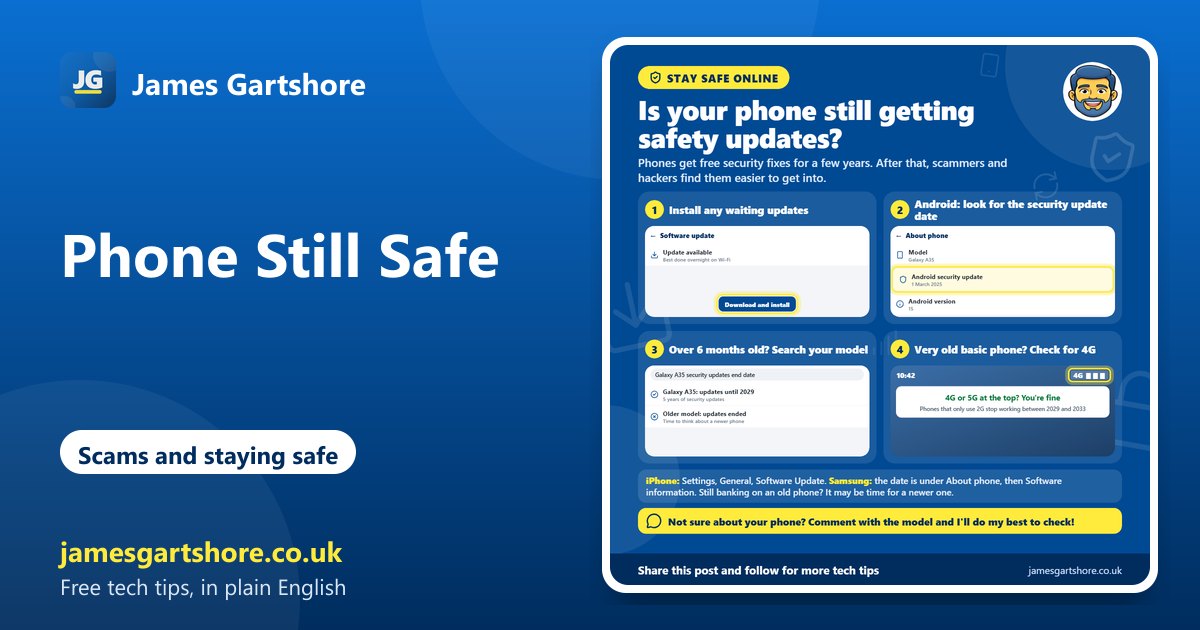 JG
James Gartshore
Phone Still Safe
Scams and staying safe
jamesgartshore.co.uk
Free tech tips, in plain English
STAY SAFE ONLINE
Is your phone still getting
safety updates?
Phones get free security fixes for a few years. After that, scammers and
hackers find them easier to get into.
1 Install any waiting updates
← Software update
Update available
Best done overnight on Wi-Fi
Download and install
2 Android: look for the security update
date
← About phone
Model
Galaxy A35
Android security update
1 March 2025
Android version
15
3 Over 6 months old? Search your model
Galaxy A35 security updates end date
Galaxy A35: updates until 2029
5 years of security updates
Older model: updates ended
Time to think about a newer phone
4 Very old basic phone? Check for 4G
10:42
4G
4G or 5G at the top? You're fine
Phones that only use 2G stop working between 2029 and 2033
iPhone: Settings, General, Software Update. Samsung: the date is under About phone, then Software
information. Still banking on an old phone? It may be time for a newer one.
Not sure about your phone? Comment with the model and I'll do my best to check!
Share this post and follow for more tech tips
jamesgartshore.co.uk